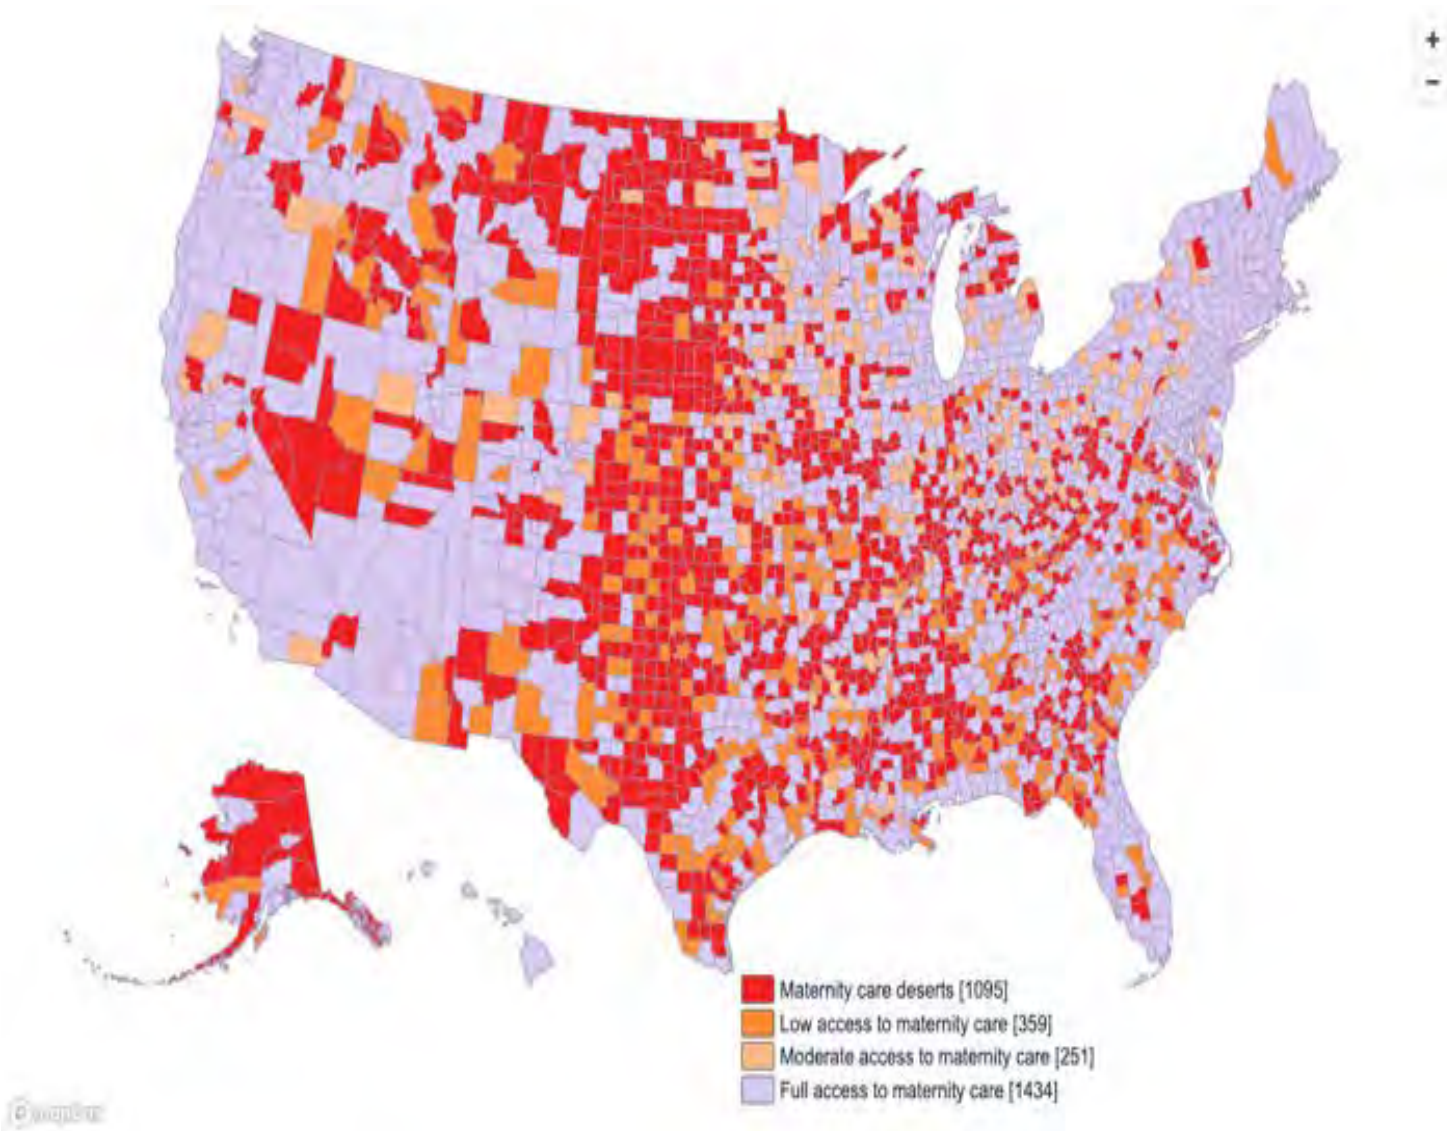 +
-
Maternity care deserts [1095]
Low access to maternity care [359]
Moderate access to maternity care [251]
Full access to maternity care [1434]